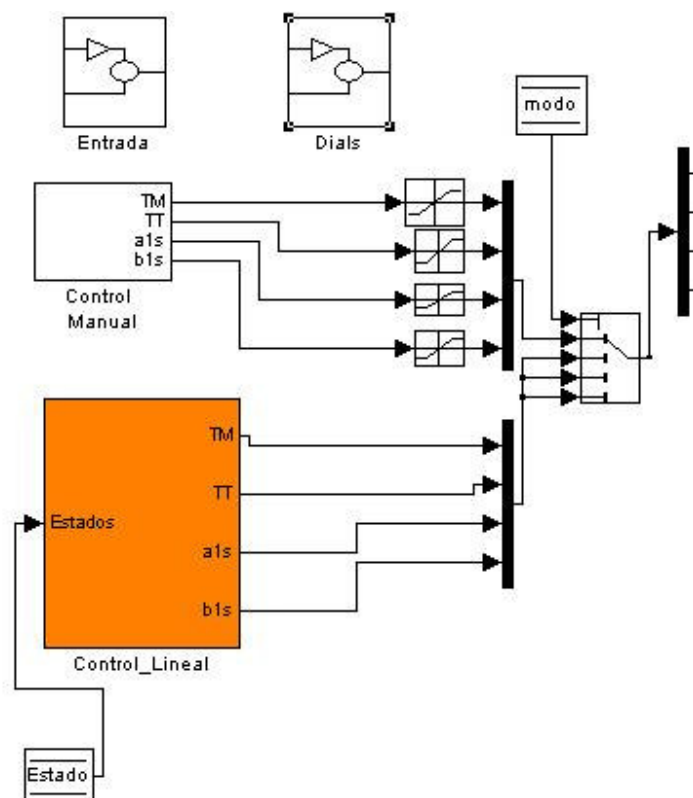 Entrada
Dials
modo
TM
TT
a1s
b1s
Control
Manual
TM
TT
Estados
a1s
b1s
Control_Lineal
Estado